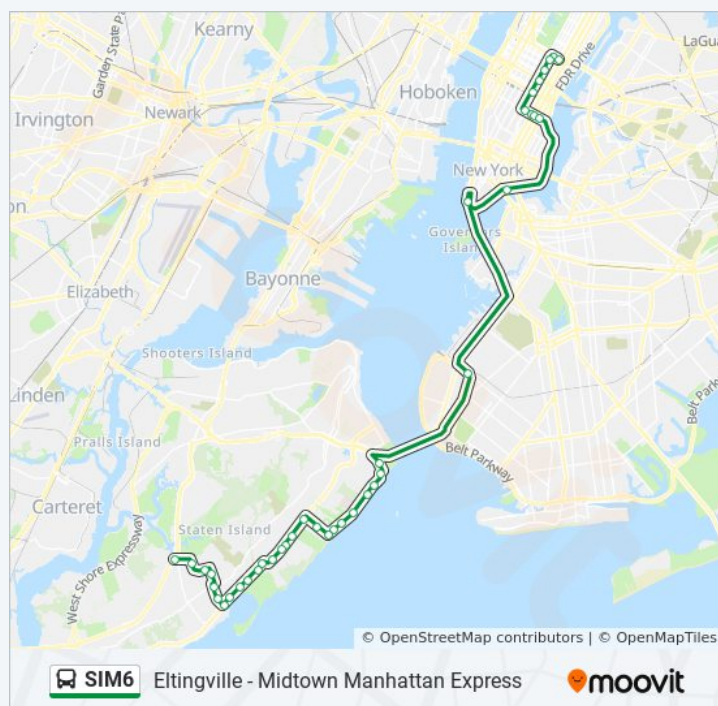 Kearny
Garden State Pa
LaGua
FDR Drive
Hoboken
Irvington
Newark
New York
on
Governors
Island
Bayonne
Elizabeth
Shooters Island
Linden
Belt Park
Pralls Island
Belt Parkway
Carteret
Staten Island
West Shore Expressway
© OpenStreetMap contributors | © OpenMapTiles
SIM6 Eltingville - Midtown Manhattan Express moovit